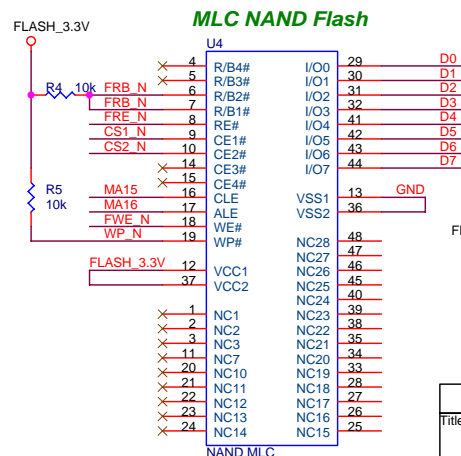 MLC NAND Flash
FLASH_3.3V
U4
4 R/B4# I/O0 29 D0
5 R/B3# I/O1 30 D1
R4 10k FRB_N 6 R/B2# I/O2 31 D2
FRB_N 7 R/B1# I/O3 32 D3
FRE_N 8 RE# I/O4 41 D4
CS1_N 9 CE1# I/O5 42 D5
CS2_N 10 CE2# I/O6 43 D6
14 CE3# I/O7 44 D7
15 CE4#
R5
10k
MA15 16 CLE VSS1 13 GND
MA16 17 ALE VSS2 36
FWE_N 18 WE#
WP_N 19 WP# NC28 48
NC27 47
FLASH_3.3V 12 VCC1 NC26 46
37 VCC2 NC25 45
NC24 40
1 NC1 NC23 39
2 NC2 NC22 38
3 NC3 NC21 35
11 NC7 NC20 34
20 NC10 NC19 33
21 NC11 NC18 28
22 NC12 NC17 27
23 NC13 NC16 26
24 NC14 NC15 25
NAND MLC
Title